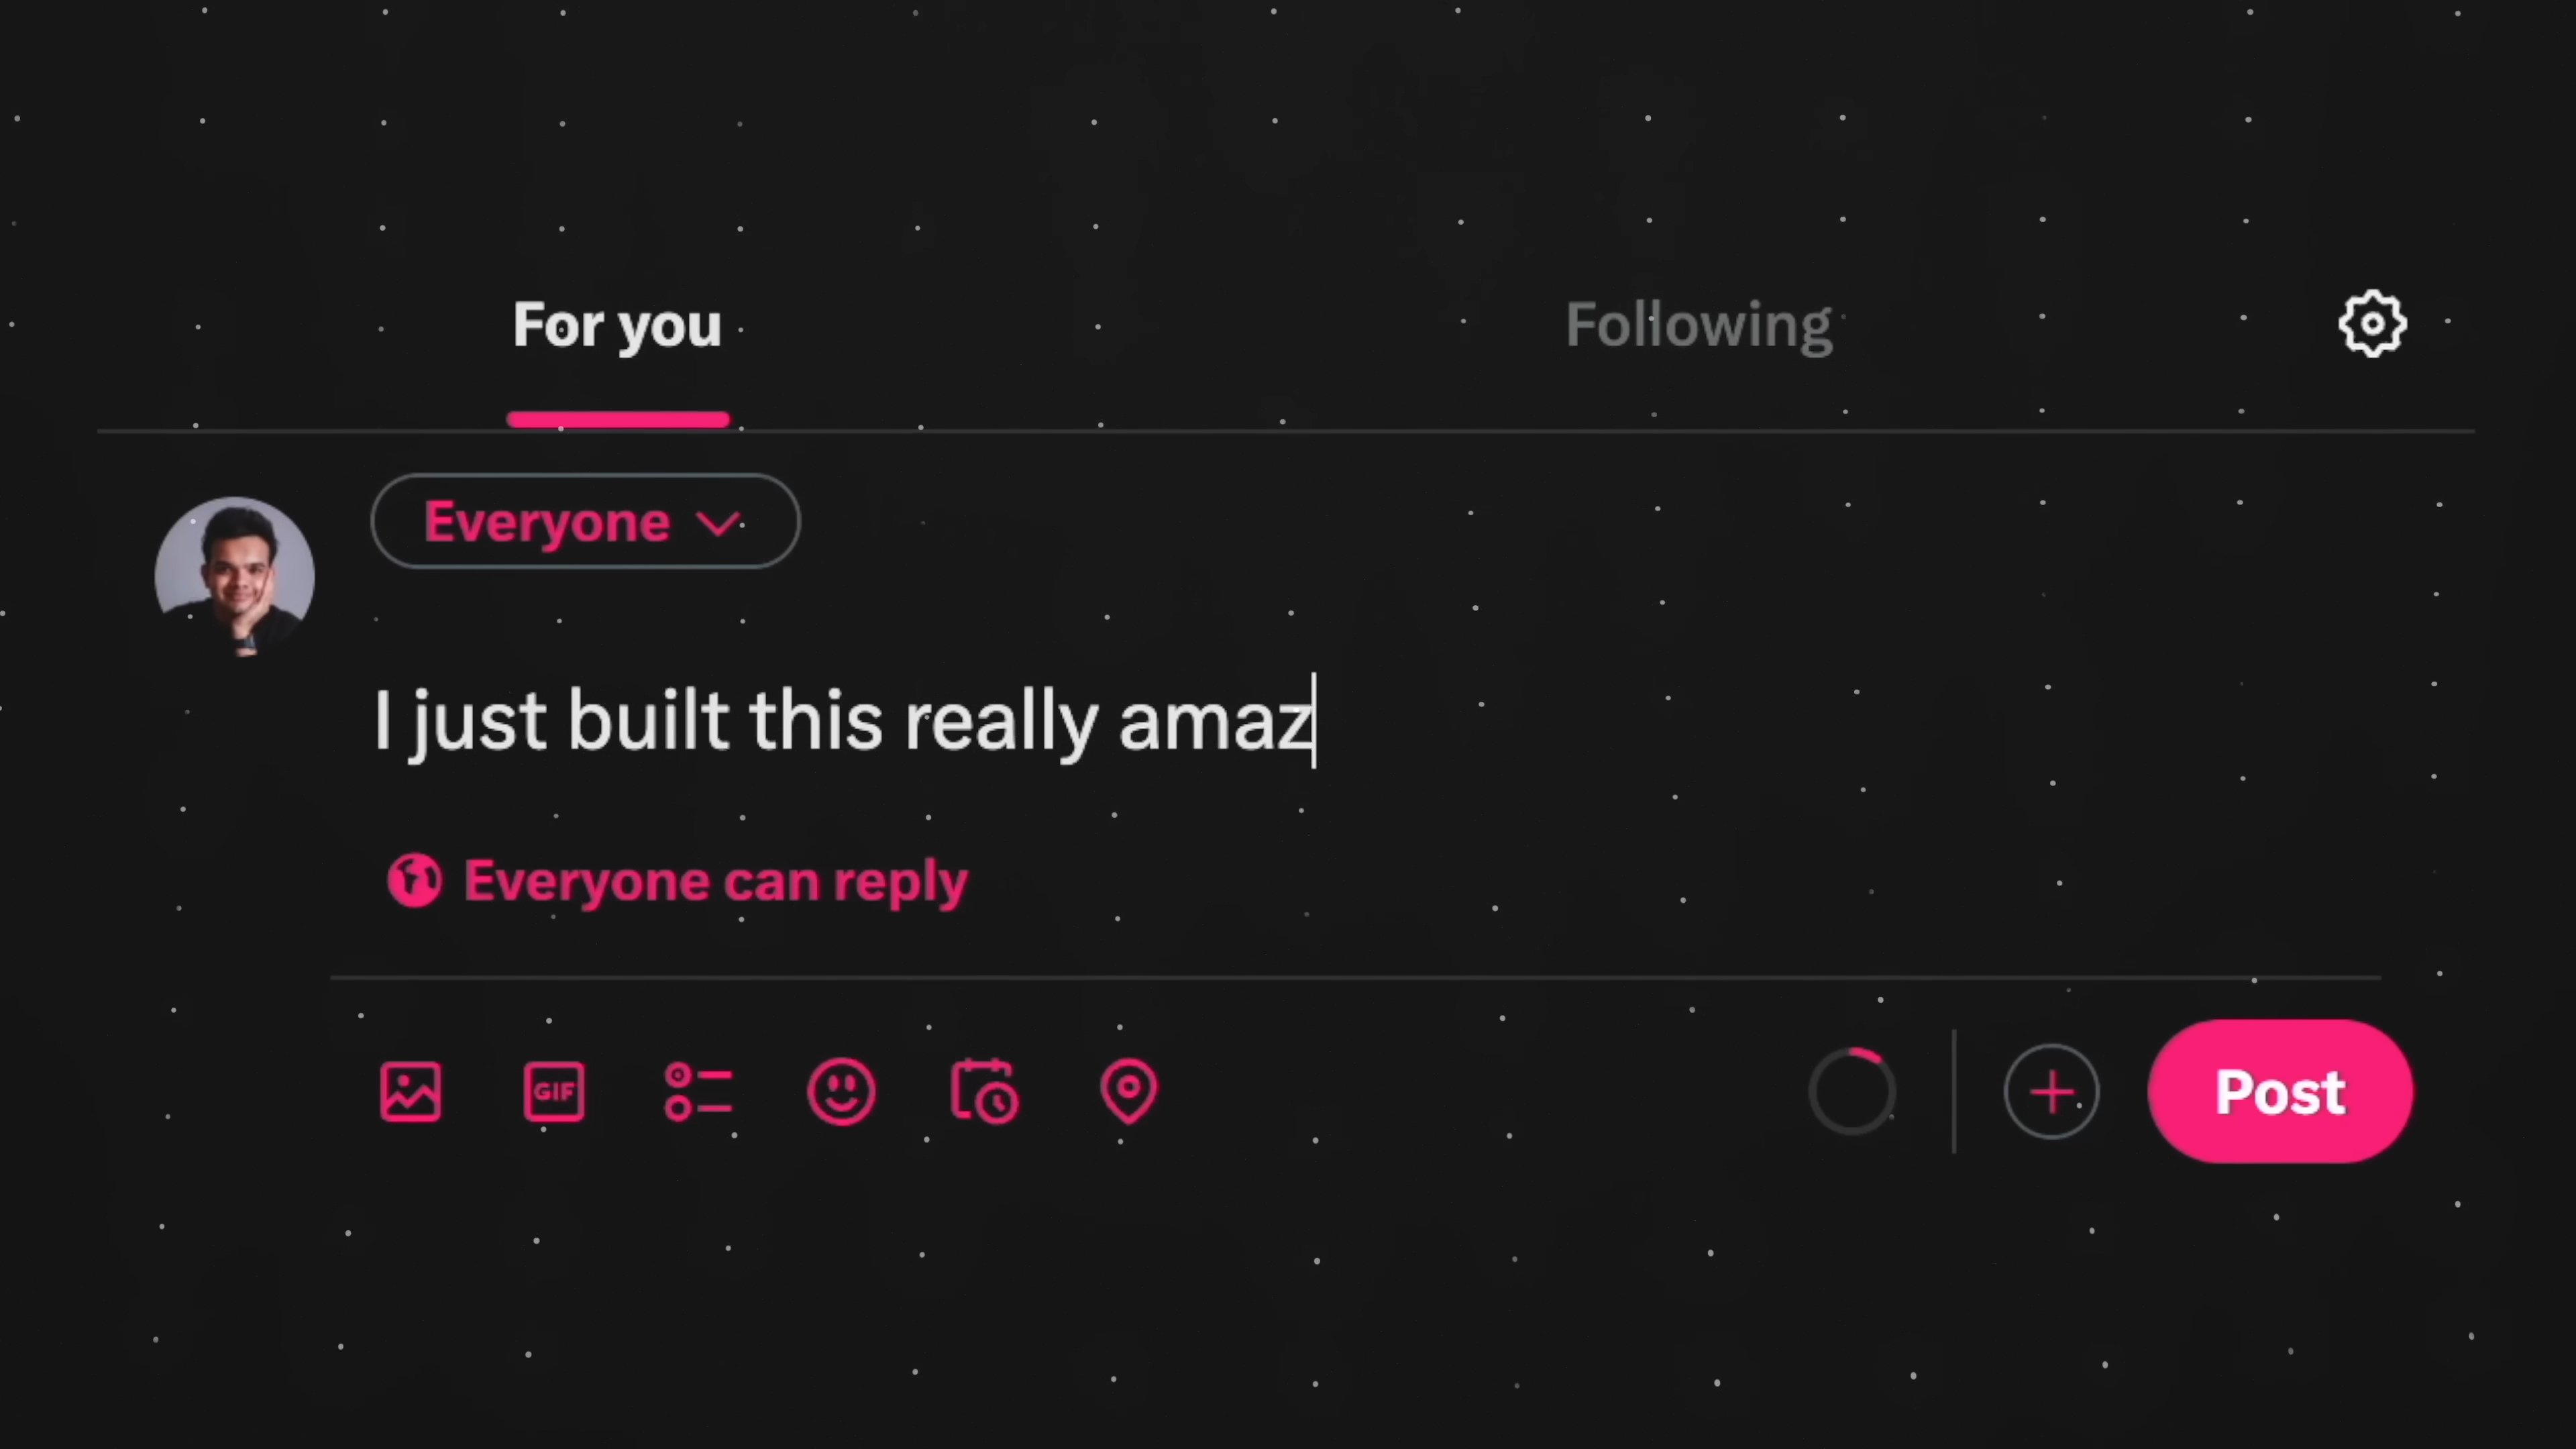 For you
Following
Everyone
I just built this really amaz
Everyone can reply
GIF
Post